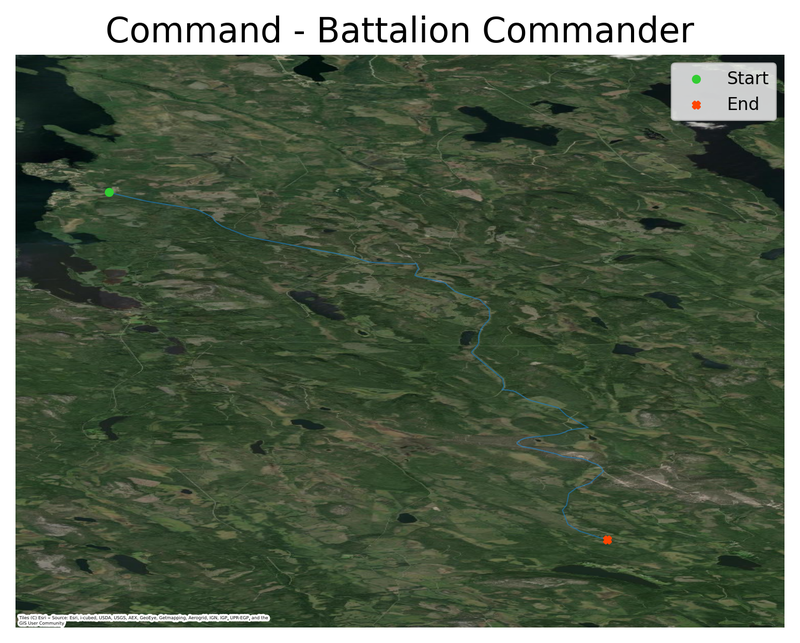 Command - Battalion Commander
Start
End
Tiles (C) Esri -- Source: Esri, i-cubed, USDA, USGS, AEX, GeoEye, Getmapping, Aerogrid, IGN, IGP, UPR-EGP, and the
GIS User Community